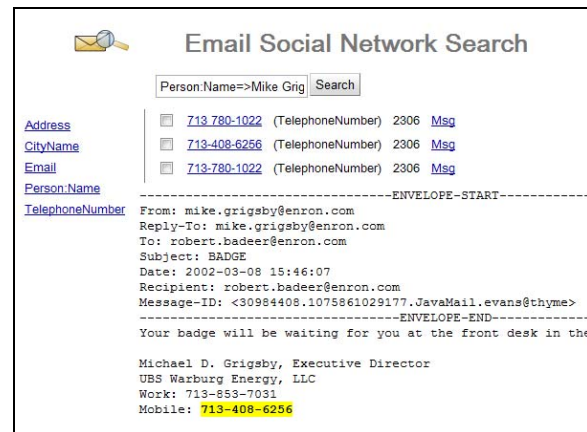 Email Social Network Search
Person:Name=>Mike Grig Search
Address
CityName
Email
Person:Name
TelephoneNumber
713 780-1022 (TelephoneNumber) 2306 Msg
713-408-6256 (TelephoneNumber) 2306 Msg
713-780-1022 (TelephoneNumber) 2306 Msg
----------------------------------ENVELOPE-START------------
From: mike.grigsby@enron.com
Reply-To: mike.grigsby@enron.com
To: robert.badeer@enron.com
Subject: BADGE
Date: 2002-03-08 15:46:07
Recipient: robert.badeer@enron.com
Message-ID: <30984408.1075861029177.JavaMail.evans@thyme>
-----------------------------------ENVELOPE-END-------------
Your badge will be waiting for you at the front desk in the
Michael D. Grigsby, Executive Director
UBS Warburg Energy, LLC
Work: 713-853-7031
Mobile: 713-408-6256